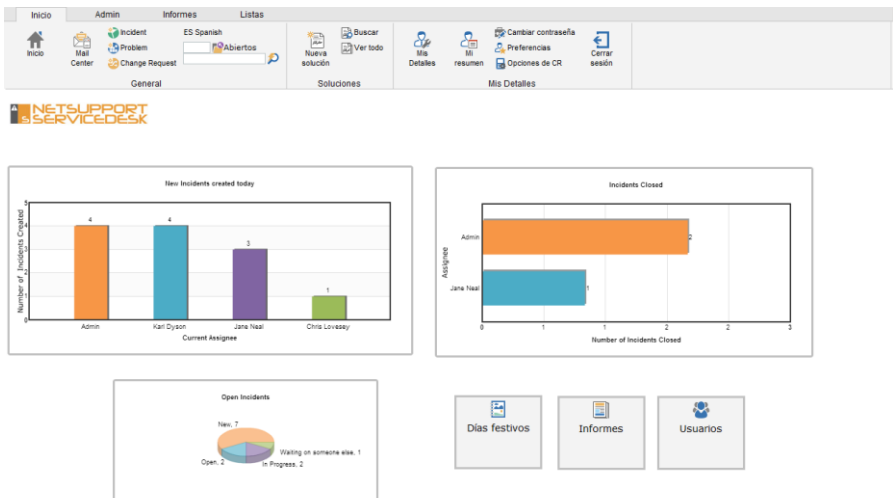 Inicio Admin Informes Listas
Incident ES Spanish
Buscar
Cambiar contraseña
Problem Abiertos
Ver todo
Preferencias
Inicio Mail Center
Change Request
Nueva solución
Mis Detalles
Mi resumen
Opciones de CR
Cerrar sesión
General Soluciones Mis Detalles
NETSUPPORT
SERVICEDESK
New Incidents created today
Number of Incidents Created
5
4
3
2
1
0
4 4 3 1
Admin Karl Dyson Jane Neal Chris Lovesey
Current Assignee
Incidents Closed
Assignee
Admin 2
Jane Neal 1
0 1 1 2 2 3
Number of Incidents Closed
Open Incidents
New, 7
Waiting on someone else, 1
Open, 2
In Progress, 2
Días festivos Informes Usuarios